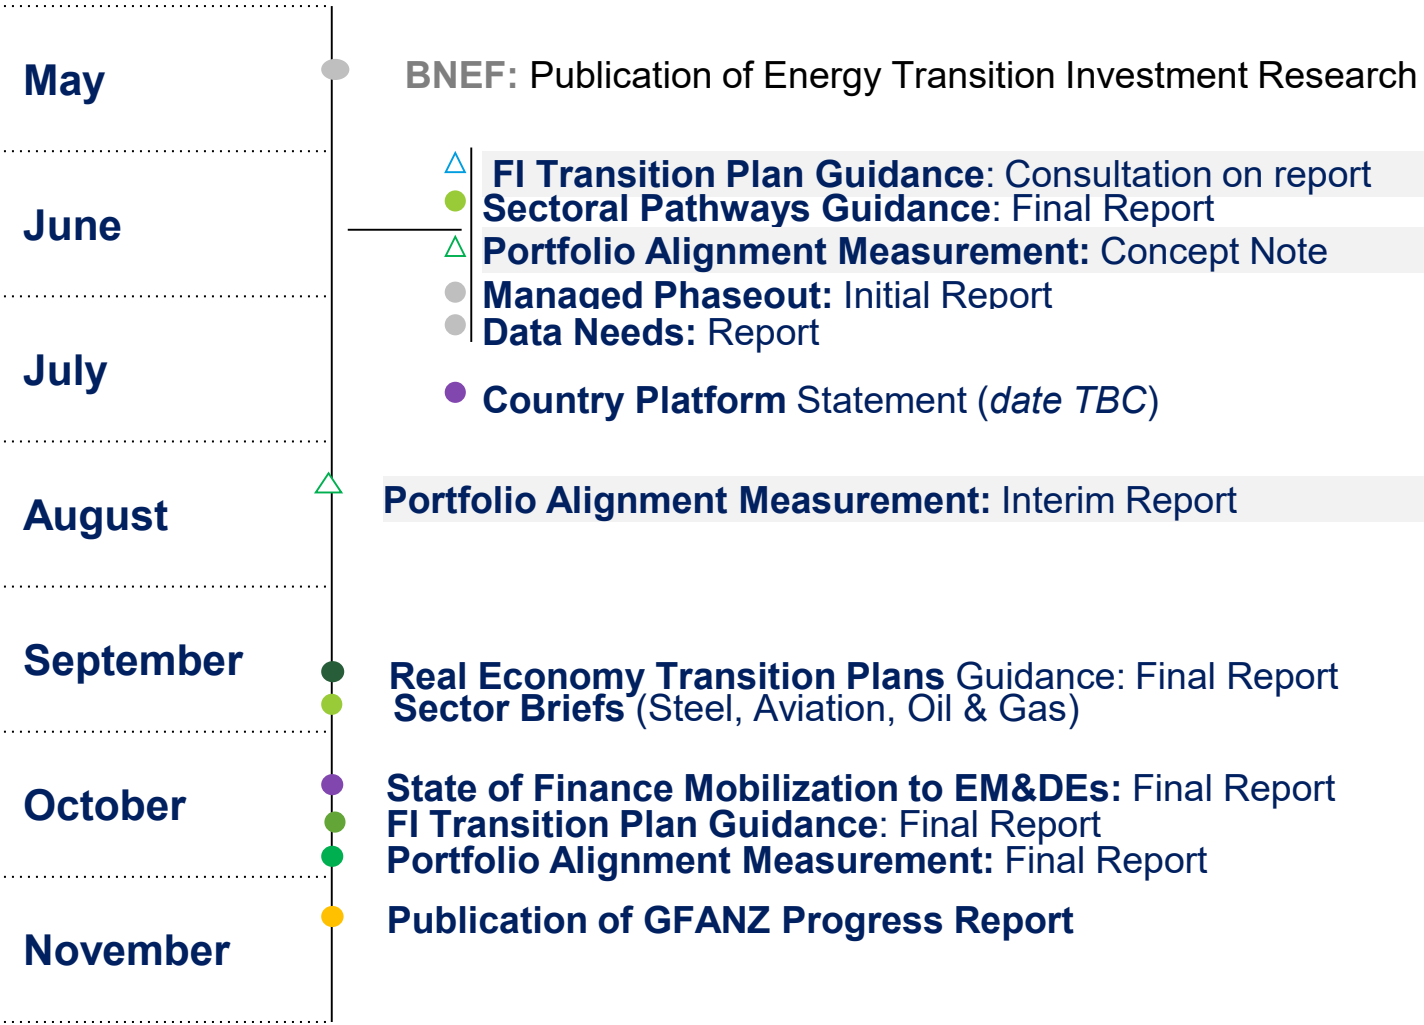 May
BNEF: Publication of Energy Transition Investment Research
June
FI Transition Plan Guidance: Consultation on report
Sectoral Pathways Guidance: Final Report
Portfolio Alignment Measurement: Concept Note
Managed Phaseout: Initial Report
Data Needs: Report
July
Country Platform Statement (date TBC)
August
Portfolio Alignment Measurement: Interim Report
September
Real Economy Transition Plans Guidance: Final Report
Sector Briefs (Steel, Aviation, Oil & Gas)
October
State of Finance Mobilization to EM&DEs: Final Report
FI Transition Plan Guidance: Final Report
Portfolio Alignment Measurement: Final Report
November
Publication of GFANZ Progress Report